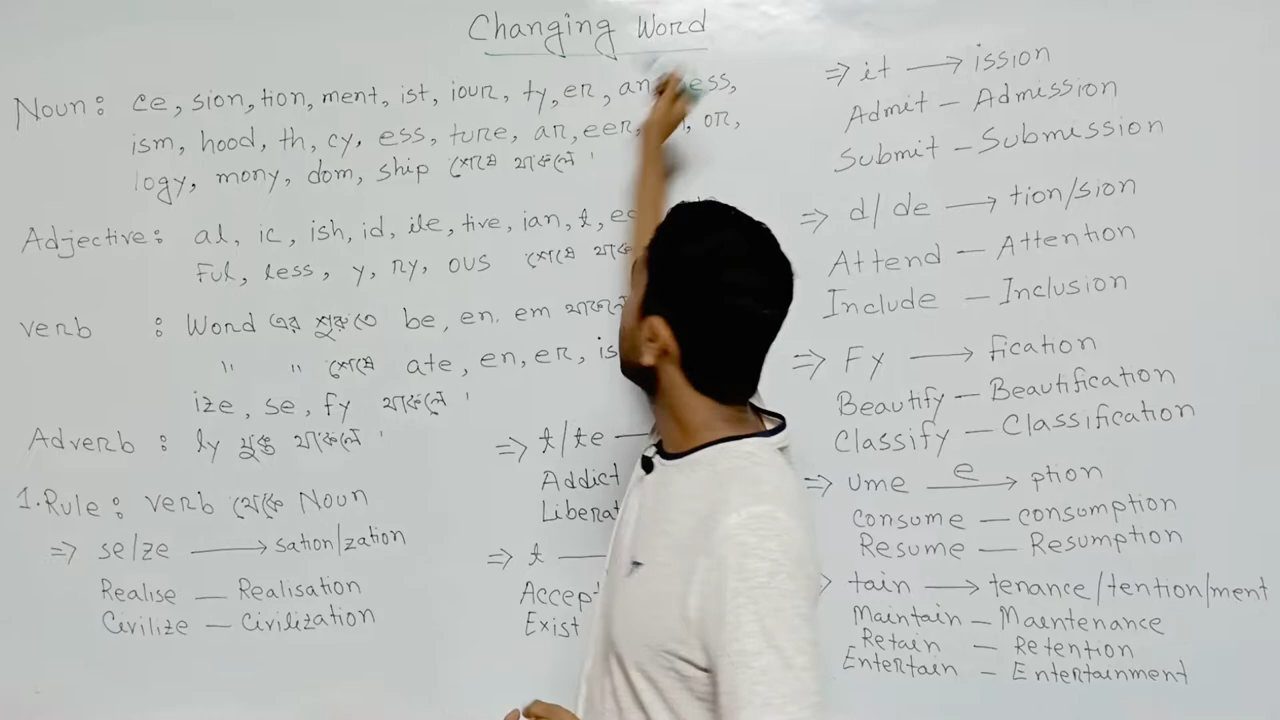 Changing Word
Noun: ce, sion, tion, ment, ist, iour, ty, er, an, ess,
ism, hood, th, cy, ess, ture, ar, eer, or,
logy, mony, dom, ship শেষে থাকলে।
Adjective: al, ic, ish, id, ile, tive, ian, t,
Ful, less, y, ry, ous শেষে
verb : Word এর শুরুতে be, en, em থাকলে
" " শেষে ate, en, er,
ize, se, fy থাকলে।
Adverb : ly যুক্ত থাকলে।
1. Rule: verb থেকে Noun
⇒ se/ze ⟶ sation/zation
Realise — Realisation
Civilize — Civilization
⇒ t/te —
Addict
⇒ t —
Exist
⇒ it ⟶ ission
Admit – Admission
Submit – Submission
⇒ d/de ⟶ tion/sion
Attend – Attention
Include – Inclusion
⇒ Fy ⟶ fication
Beautify – Beautification
Classify – Classification
⇒ ume e⟶ ption
Consume – consumption
Resume — Resumption
tain ⟶ tenance/tention/ment
Maintain – Maentenance
Retain – Retention
Entertain – Entertainment